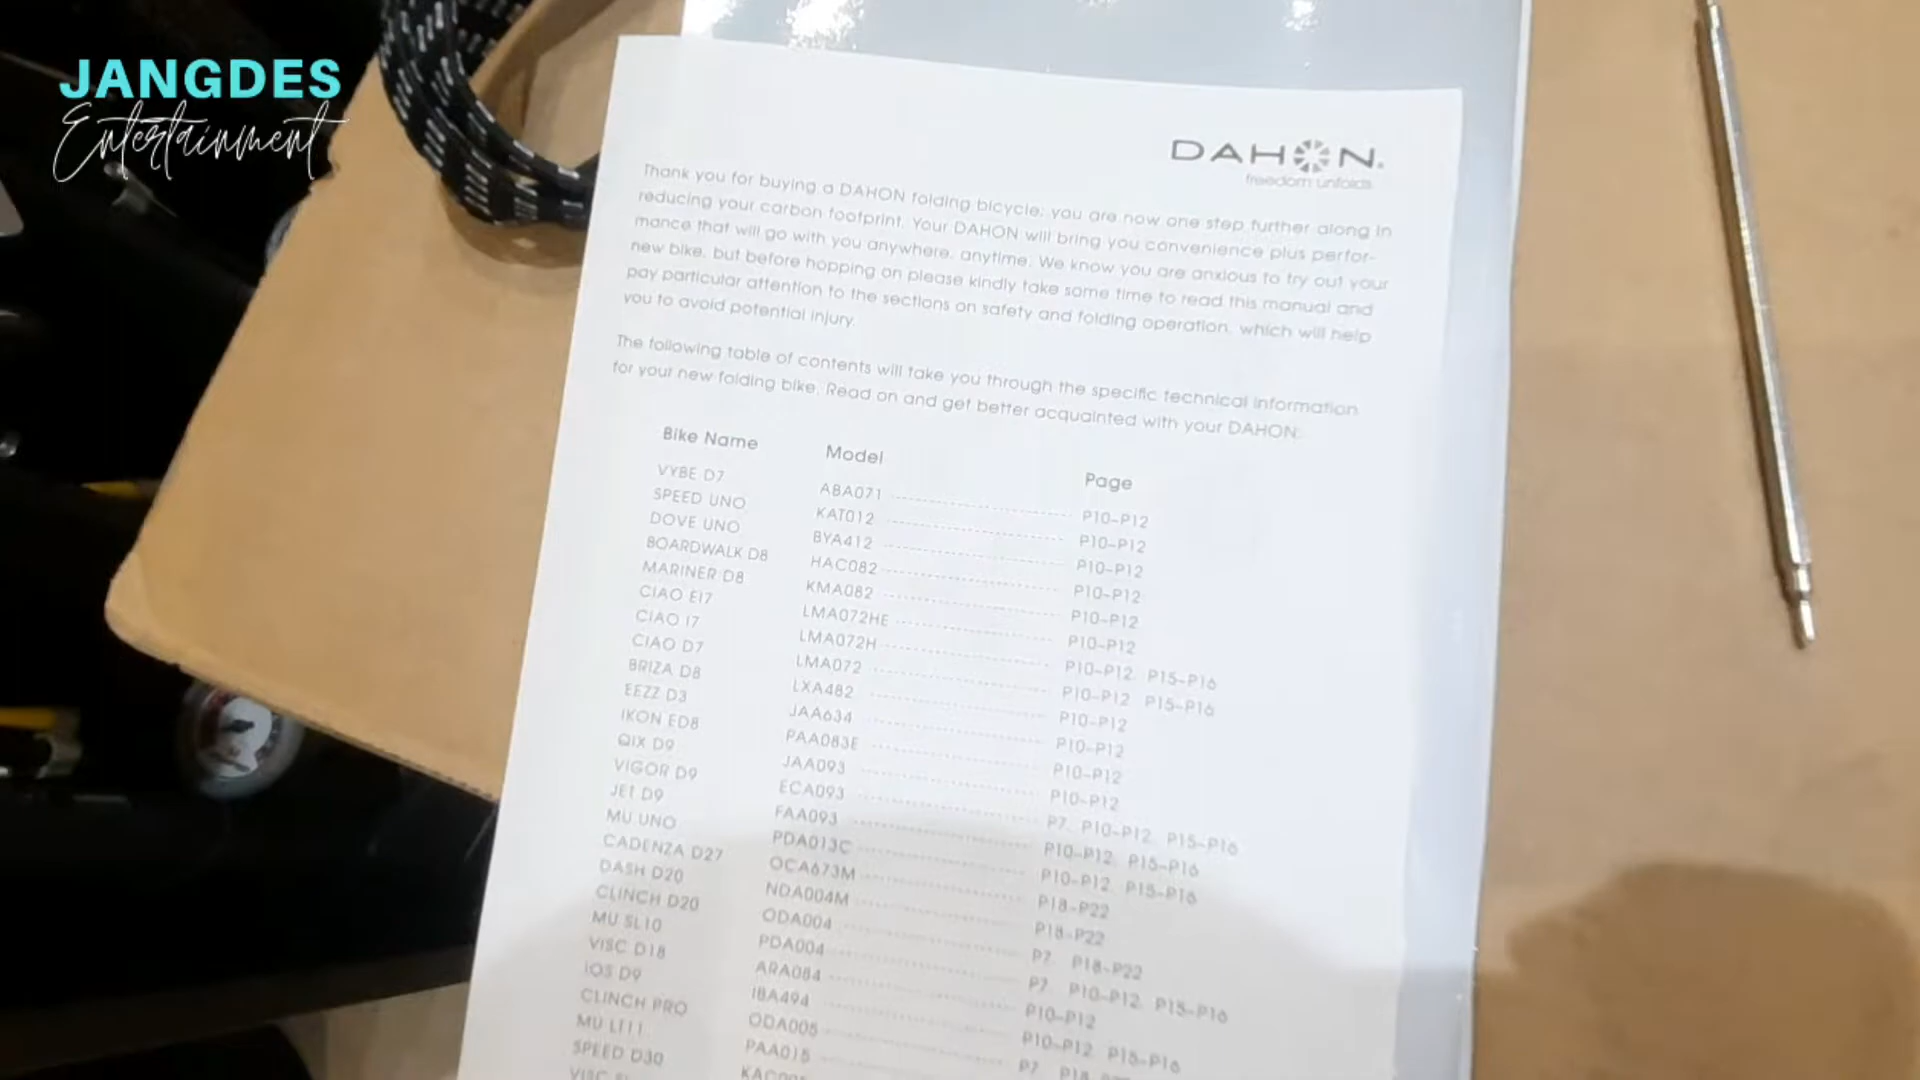 JANGDES
Entertainment
DAHON
freedom unfolds
Thank you for buying a DAHON folding bicycle; you are now one step further along in
reducing your carbon footprint. Your DAHON will bring you convenience plus perfor-
mance that will go with you anywhere, anytime. We know you are anxious to try out your
new bike, but before hopping on please kindly take some time to read this manual and
pay particular attention to the sections on safety and folding operation, which will help
you to avoid potential injury.
The following table of contents will take you through the specific technical information
for your new folding bike. Read on and get better acquainted with your DAHON.
Bike Name Model Page
VYBE D7 ABA071 P10-P12
SPEED UNO KAT012 P10-P12
DOVE UNO BYA412 P10-P12
BOARDWALK D8 HAC082 P10-P12
MARINER D8 KMA082 P10-P12
CIAO EI7 LMA072HE P10-P12
CIAO I7 LMA072H P10-P12, P15-P16
CIAO D7 LMA072 P10-P12, P15-P16
BRIZA D8 LXA482 P10-P12
EEZZ D3 JAA634 P10-P12
IKON ED8 PAA083E P10-P12
QIX D9 JAA093 P10-P12
VIGOR D9 ECA093 P7, P10-P12, P15-P16
JET D9 FAA093 P10-P12, P15-P16
MU UNO PDA013C P10-P12, P15-P16
CADENZA D27 OCA673M P18-P22
DASH D20 NDA004M P18-P22
CLINCH D20 ODA004 P7, P18-P22
MU SL10 PDA004 P7, P10-P12, P15-P16
VISC D18 ARA084 P10-P12
IOS D9 IBA494 P10-P12, P15-P16
CLINCH PRO ODA005 P7
MU LT11 PAA015
SPEED D30
VISC